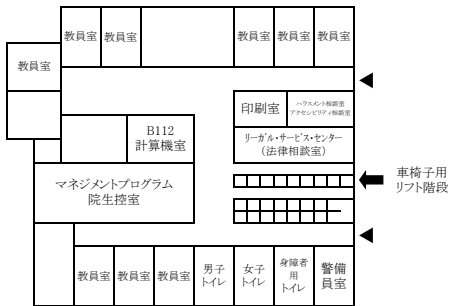 教員室 教員室 教員室 教員室 教員室
教員室
印刷室
ハラスメント相談室
アクセシビリティ相談室
B112
計算機室
リーガル・サービス・センター
(法律相談室)
マネジメントプログラム
院生控室
車椅子用
リフト階段
教員室 教員室 教員室
男子
トイレ
女子
トイレ
身障者
用
トイレ
警備
員室